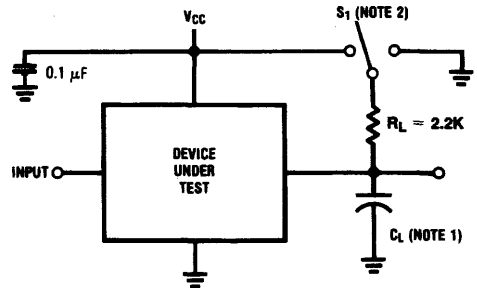 VCC
S1 (NOTE 2)
0.1 μF
RL = 2.2K
DEVICE
UNDER
TEST
INPUT
CL (NOTE 1)